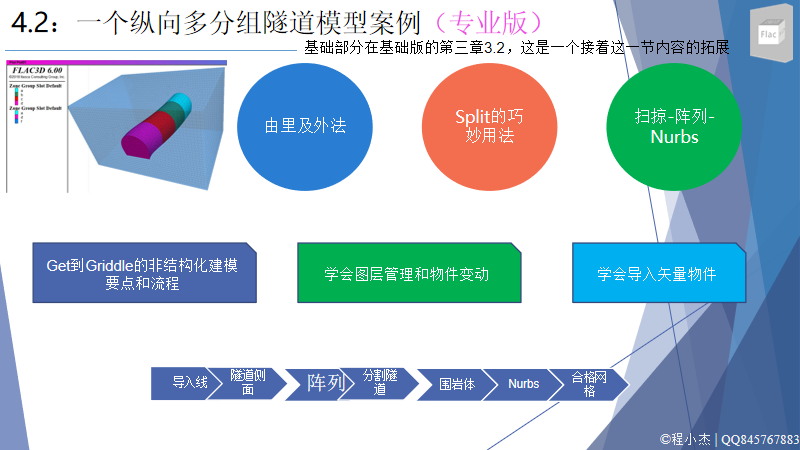 4.2：一个纵向多分组隧道模型案例（专业版）
基础部分在基础版的第三章3.2，这是一个接着这一节内容的拓展
FLAC3D 6.00
Zone Group Slot Default
Zone Group Slot Default
由里及外法
Split的巧
妙用法
扫掠-阵列-
Nurbs
Flac
Get到Griddle的非结构化建模
要点和流程
学会图层管理和物件变动
学会导入矢量物件
导入线
隧道侧
面
阵列
分割隧
道
围岩体
Nurbs
合格网
格
©程小杰 | QQ845767883